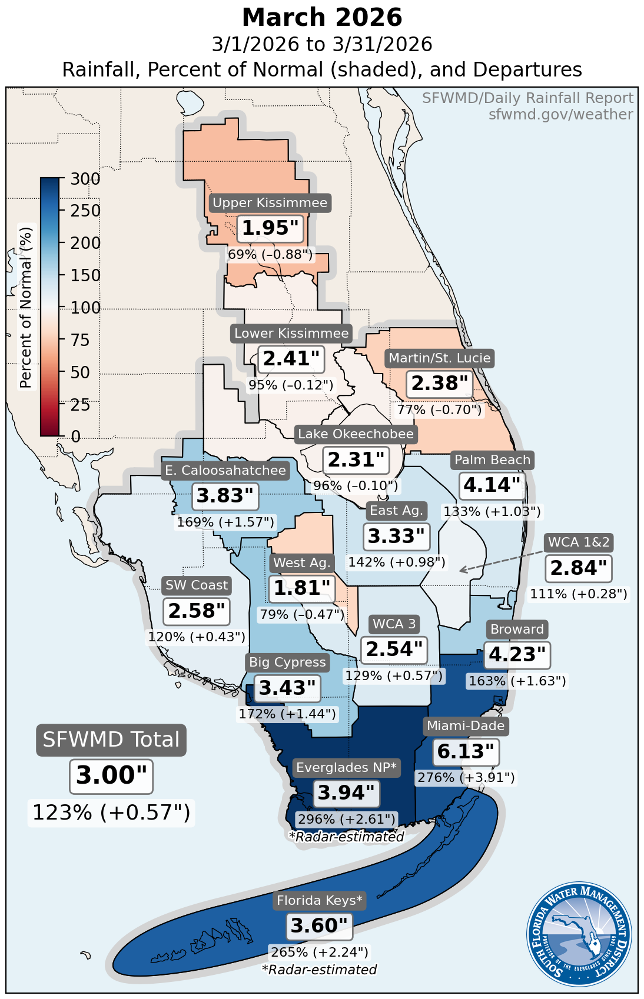 March 2026
3/1/2026 to 3/31/2026
Rainfall, Percent of Normal (shaded), and Departures
SFWMD/Daily Rainfall Report
sfwmd.gov/weather
Percent of Normal (%)
300
250
200
150
100
75
50
25
0
Upper Kissimmee
1.95"
69% (–0.88")
Lower Kissimmee
2.41"
95% (–0.12")
Martin/St. Lucie
2.38"
77% (–0.70")
Lake Okeechobee
2.31"
96% (–0.10")
Palm Beach
4.14"
133% (+1.03")
E. Caloosahatchee
3.83"
169% (+1.57")
East Ag.
3.33"
142% (+0.98")
WCA 1&2
2.84"
111% (+0.28")
West Ag.
1.81"
79% (–0.47")
SW Coast
2.58"
120% (+0.43")
WCA 3
2.54"
129% (+0.57")
Broward
4.23"
163% (+1.63")
Big Cypress
3.43"
172% (+1.44")
Miami-Dade
6.13"
276% (+3.91")
SFWMD Total
3.00"
123% (+0.57")
Everglades NP*
3.94"
296% (+2.61")
*Radar-estimated
Florida Keys*
3.60"
265% (+2.24")
*Radar-estimated
SOUTH FLORIDA WATER MANAGEMENT DISTRICT
PROTECTOR OF THE EVERGLADES SINCE 1949